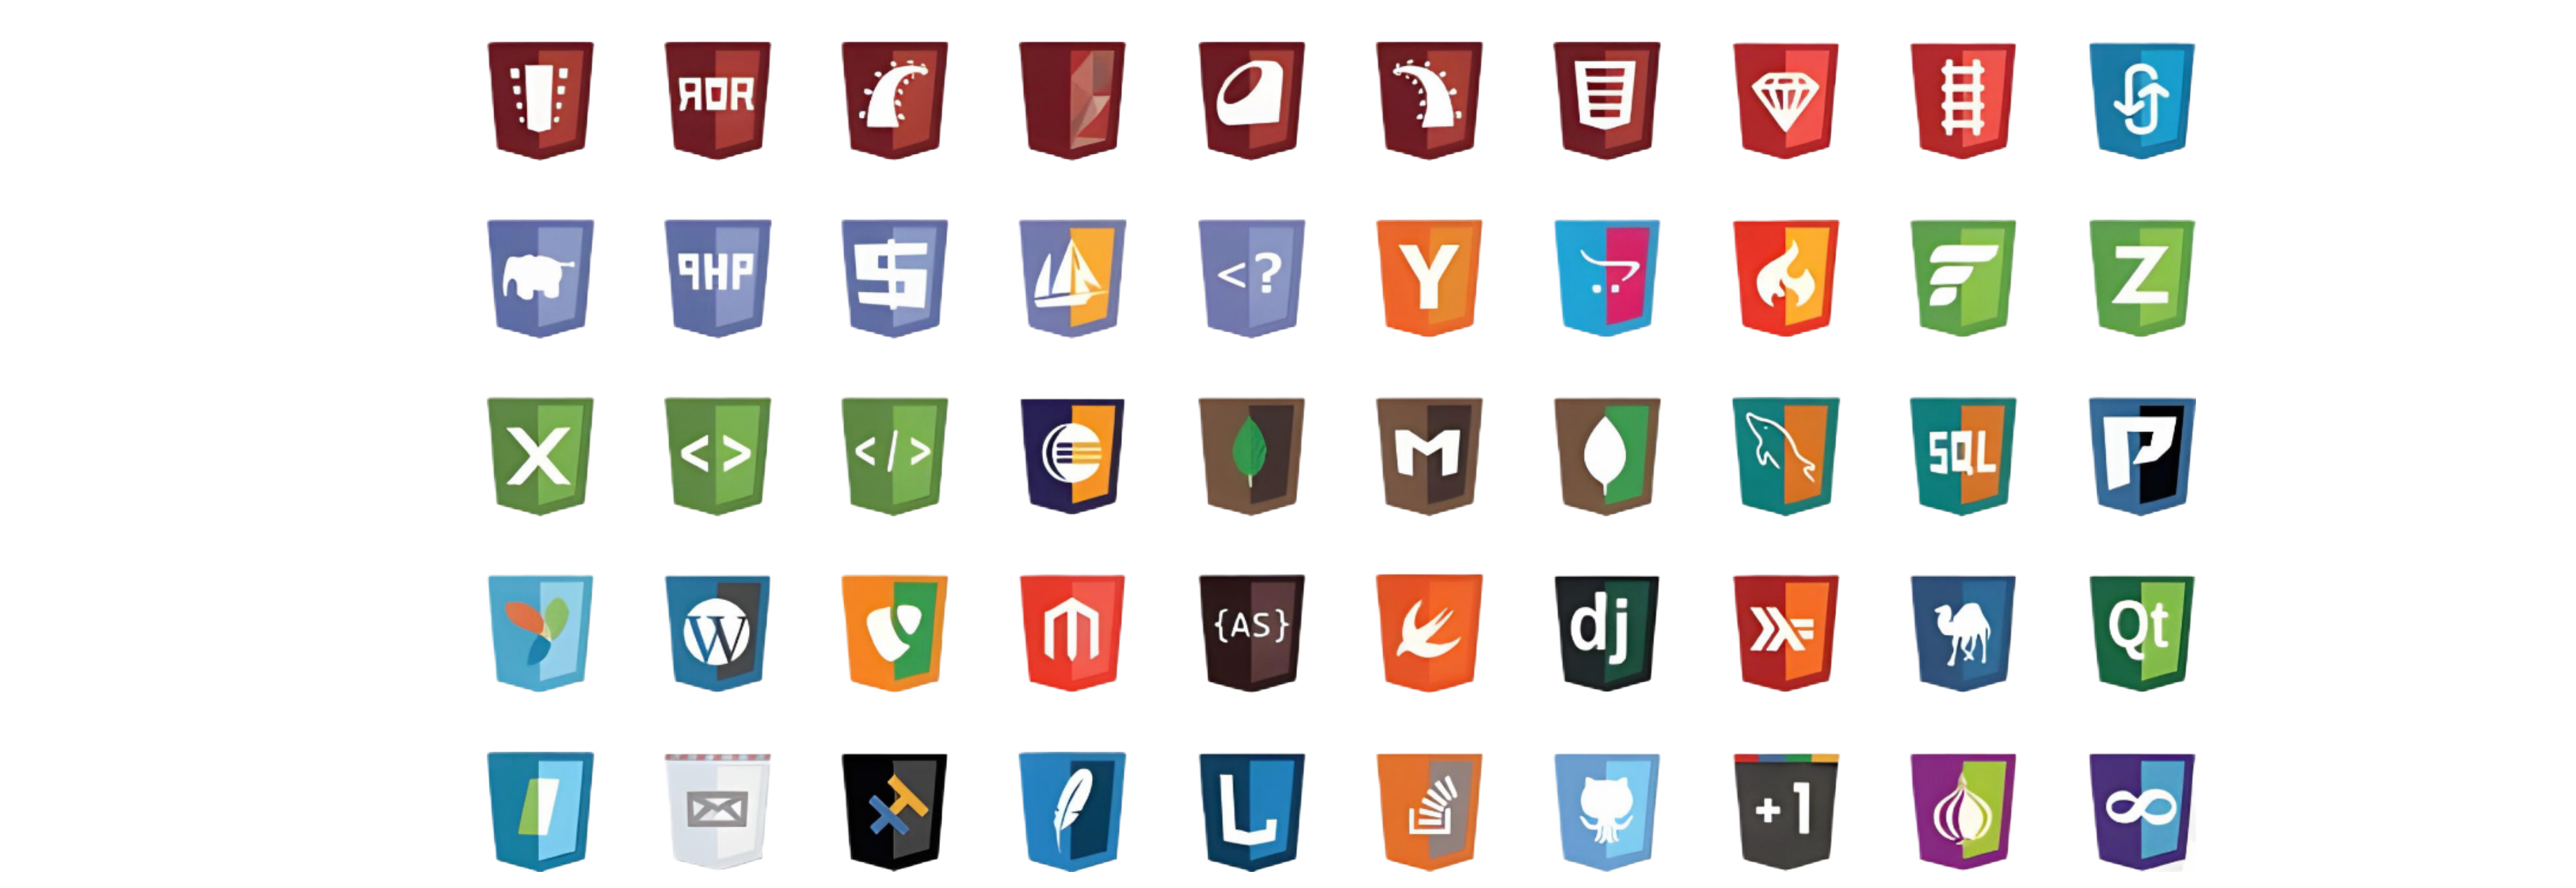 ROR
PHP $ <? Y Z
X <> </> M SQL P
W {AS} dj Qt
L +1